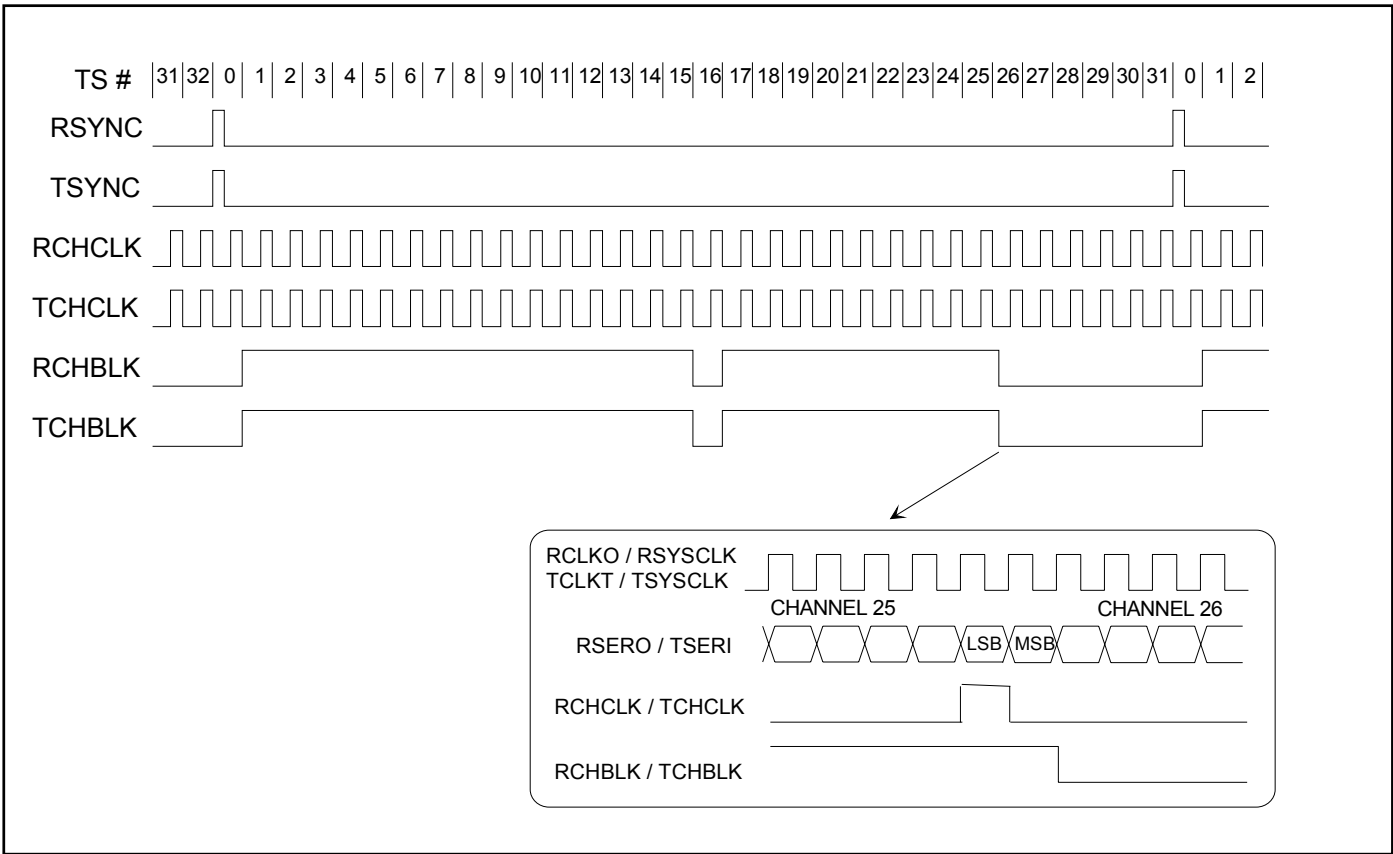 TS # 31 32 0 1 2 3 4 5 6 7 8 9 10 11 12 13 14 15 16 17 18 19 20 21 22 23 24 25 26 27 28 29 30 31 0 1 2
RSYNC
TSYNC
RCHCLK
TCHCLK
RCHBLK
TCHBLK
RCLKO / RSYSCLK
TCLKT / TSYSCLK
CHANNEL 25 CHANNEL 26
RSERO / TSERI LSB MSB
RCHCLK / TCHCLK
RCHBLK / TCHBLK